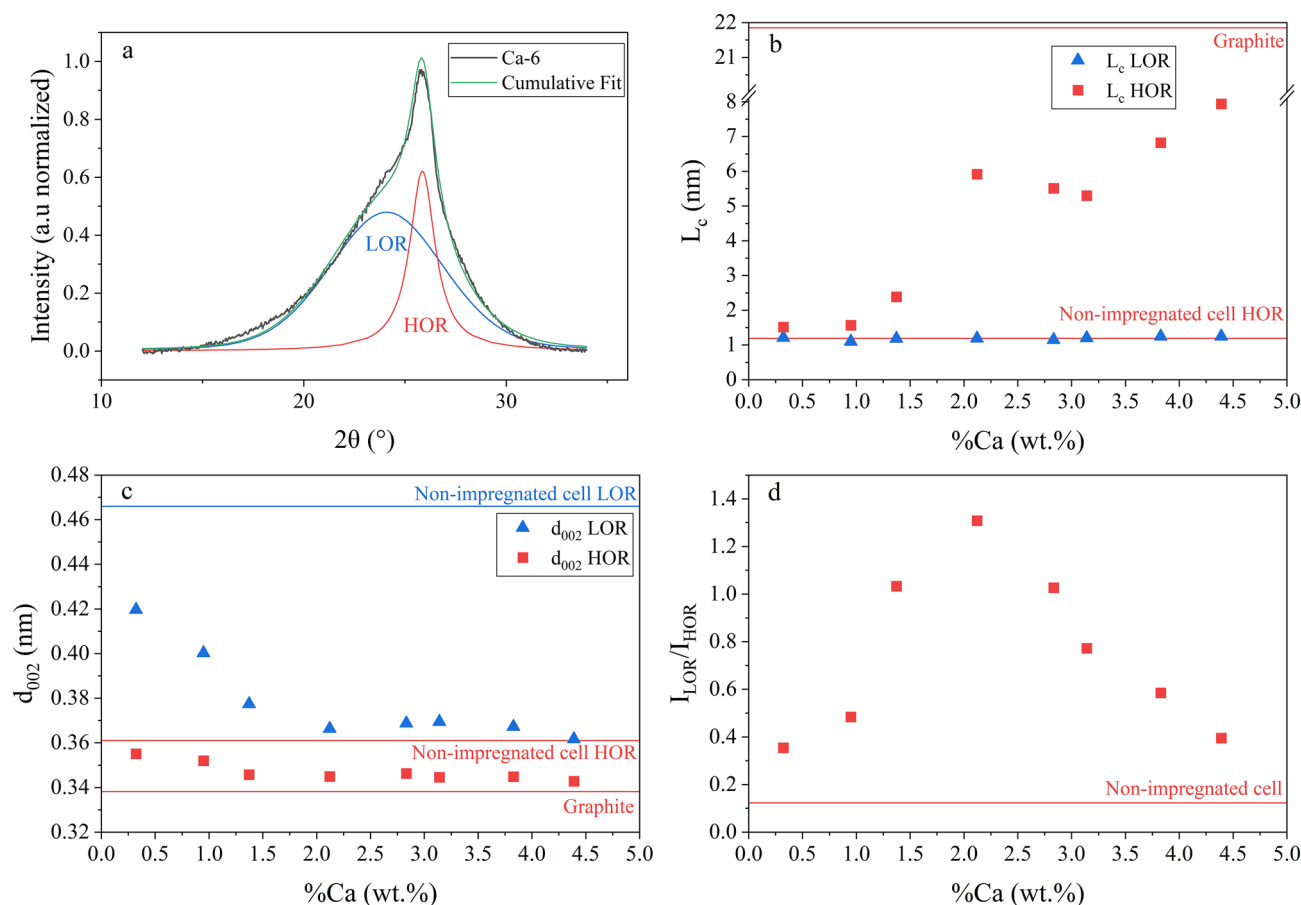 a
Ca-6
Cumulative Fit
LOR
HOR
Intensity (a.u normalized)
1.0
0.8
0.6
0.4
0.2
0.0
10
20
30
2θ (°)
b
L_c LOR
L_c HOR
Graphite
Non-impregnated cell HOR
L_c (nm)
22
21
8
7
6
5
4
3
2
1
0
0.0 0.5 1.0 1.5 2.0 2.5 3.0 3.5 4.0 4.5 5.0
%Ca (wt.%)
c
Non-impregnated cell LOR
d_002 LOR
d_002 HOR
Non-impregnated cell HOR
Graphite
d_002 (nm)
0.48
0.46
0.44
0.42
0.40
0.38
0.36
0.34
0.32
0.0 0.5 1.0 1.5 2.0 2.5 3.0 3.5 4.0 4.5 5.0
%Ca (wt.%)
d
Non-impregnated cell
I_LOR/I_HOR
1.4
1.2
1.0
0.8
0.6
0.4
0.2
0.0
0.0 0.5 1.0 1.5 2.0 2.5 3.0 3.5 4.0 4.5 5.0
%Ca (wt.%)